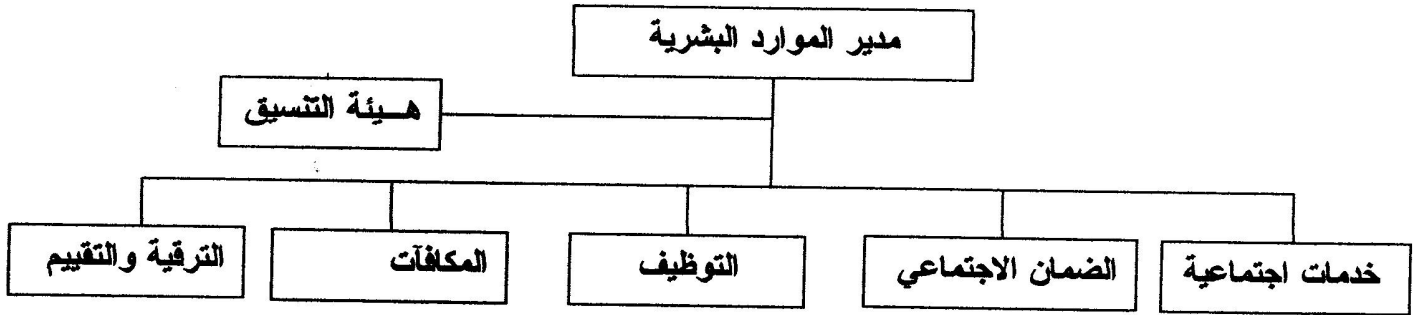 مدير الموارد البشرية
هـيئة التنسيق
خدمات اجتماعية
الضمان الاجتماعي
التوظيف
المكافآت
الترقية والتقييم